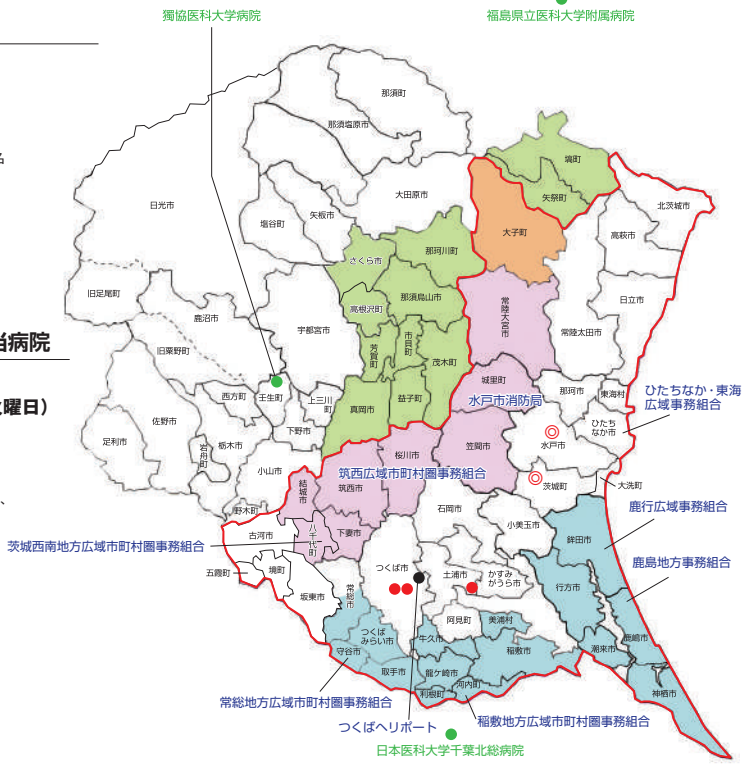 獨協医科大学病院
福島県立医科大学附属病院
那須町
那須塩原市
塙町
矢祭町
大田原市
北茨城市
日光市
矢板市
塩谷町
大子町
高萩市
那珂川町
さくら市
旧足尾町
那須烏山市
日立市
高根沢町
鹿沼市
常陸大宮市
宇都宮市
市貝町
常陸太田市
当病院
旧粟野町
芳賀町
茂木町
城里町
那珂市
東海村
ひたちなか・東海
広域事務組合
西方町
壬生町
上三川町
益子町
水戸市消防局
曜日）
真岡市
佐野市
ひたちなか市
足利市
下野市
水戸市
栃木市
岩舟町
笠間市
桜川市
小山市
筑西広域市町村圏事務組合
結城市
筑西市
茨城町
大洗町
野木町
石岡市
鹿行広域事務組合
小美玉市
八千代町
下妻市
古河市
鉾田市
茨城西南地方広域市町村圏事務組合
鹿島地方事務組合
五霞町
境町
つくば市
土浦市
かすみがうら市
行方市
坂東市
常総市
阿見町
美浦村
つくばみらい市
牛久市
鹿嶋市
守谷市
稲敷市
潮来市
取手市
龍ケ崎市
河内町
利根町
神栖市
常総地方広域市町村圏事務組合
稲敷地方広域市町村圏事務組合
つくばヘリポート
日本医科大学千葉北総病院